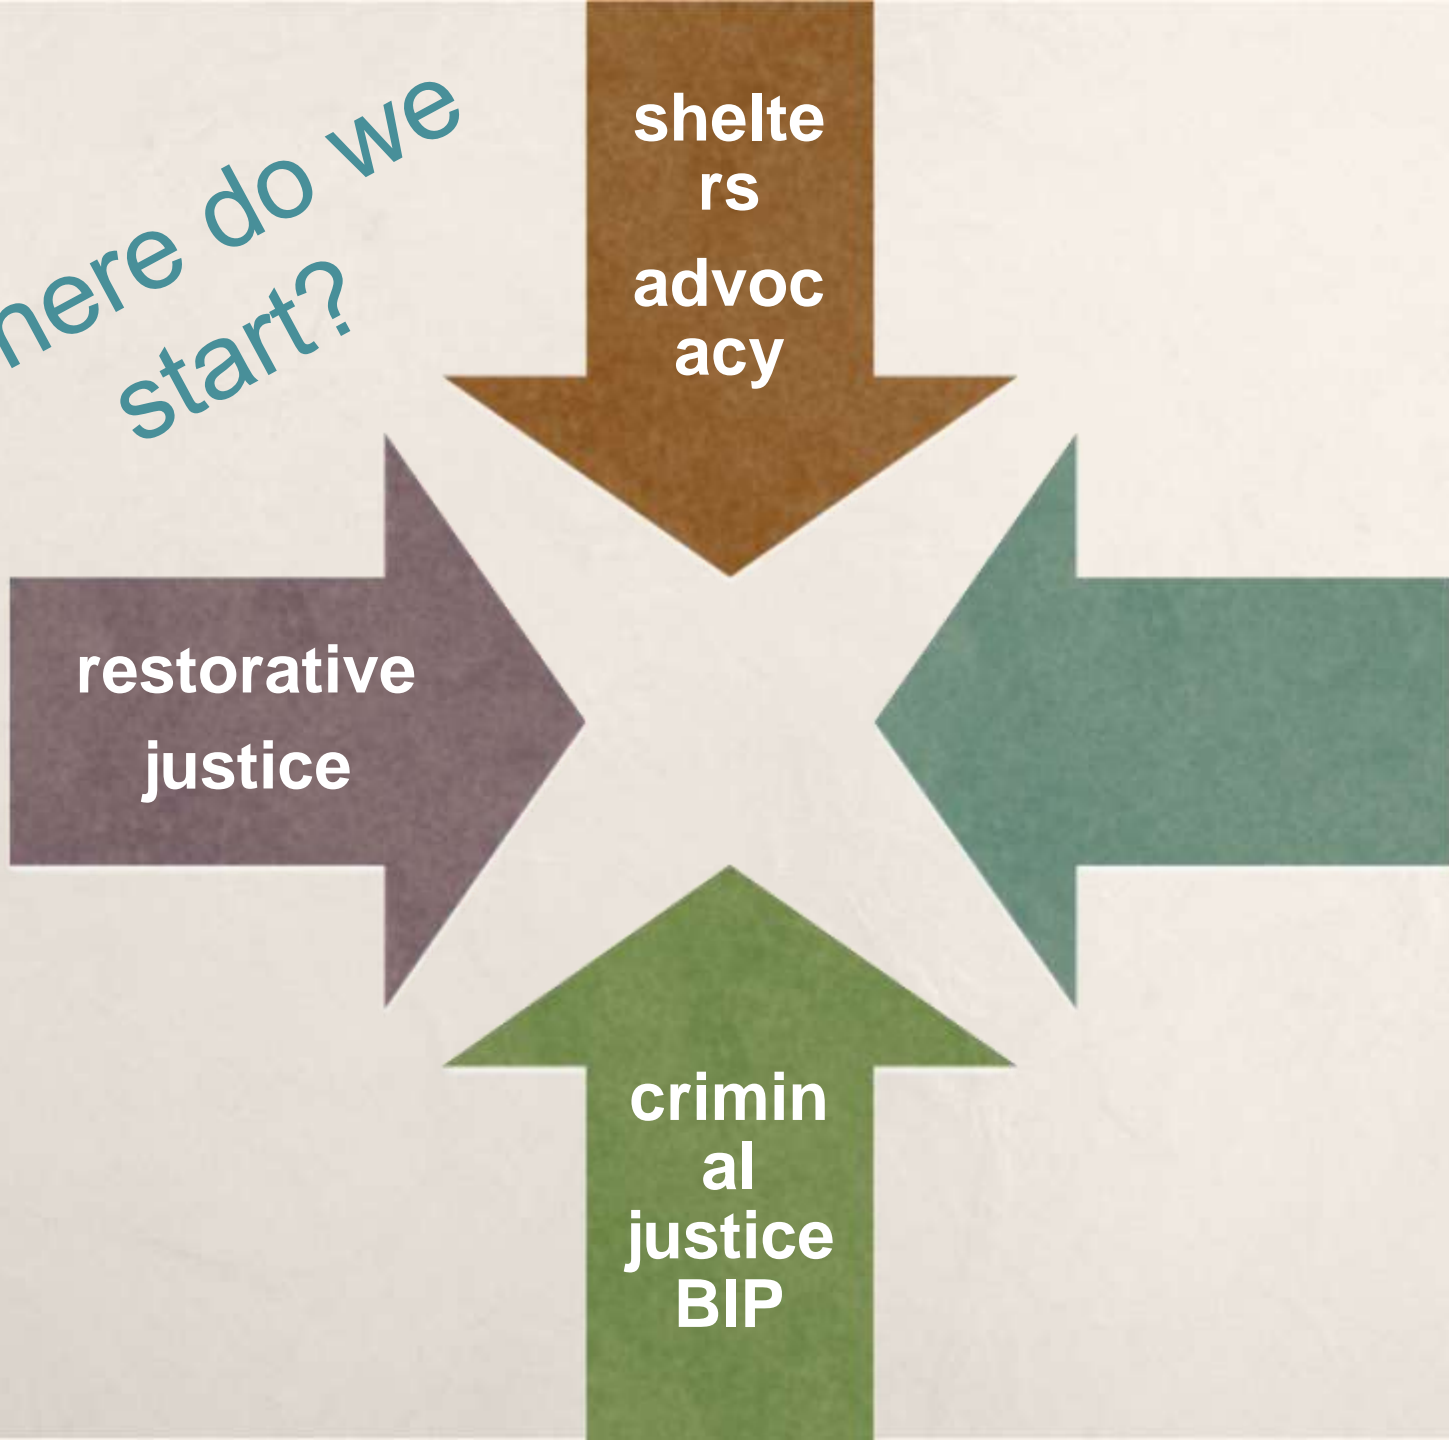 here do we
start?
shelte
rs
advoc
acy
restorative
justice
crimin
al
justice
BIP